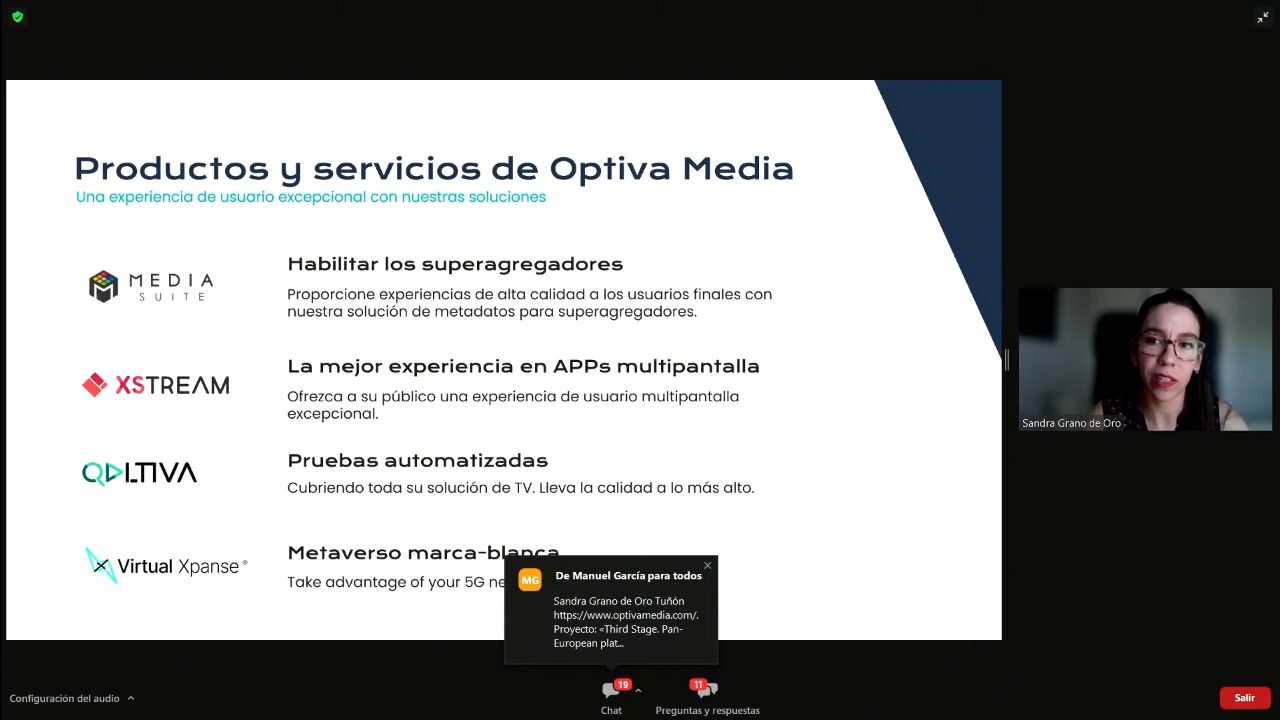 Productos y servicios de Optiva Media
Una experiencia de usuario excepcional con nuestras soluciones
MEDIA
SUITE
Habilitar los superagregadores
Proporcione experiencias de alta calidad a los usuarios finales con
nuestra solución de metadatos para superagregadores.
XSTREAM
La mejor experiencia en APPs multipantalla
Ofrezca a su público una experiencia de usuario multipantalla
excepcional.
QALTIVA
Pruebas automatizadas
Cubriendo toda su solución de TV. Lleva la calidad a lo más alto.
Virtual Xpanse®
Metaverso marca-blanca
Take advantage of your 5G
MG
De Manuel García para todos
Sandra Grano de Oro Tuñón
https://www.optivamedia.com/.
Proyecto: «Third Stage. Pan-
European plat...
Sandra Grano de Oro
Configuración del audio
19
Chat
11
Preguntas y respuestas
Salir